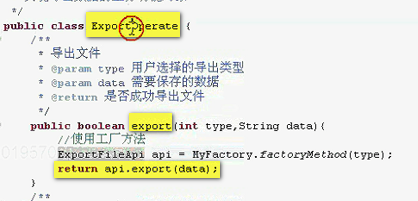 */
public class ExportOperate {
/**
* 导出文件
* @param type 用户选择的导出类型
* @param data 需要保存的数据
* @return 是否成功导出文件
*/
public boolean export(int type,String data){
//使用工厂方法
ExportFileApi api = MyFactory.factoryMethod(type);
return api.export(data);
}
/**